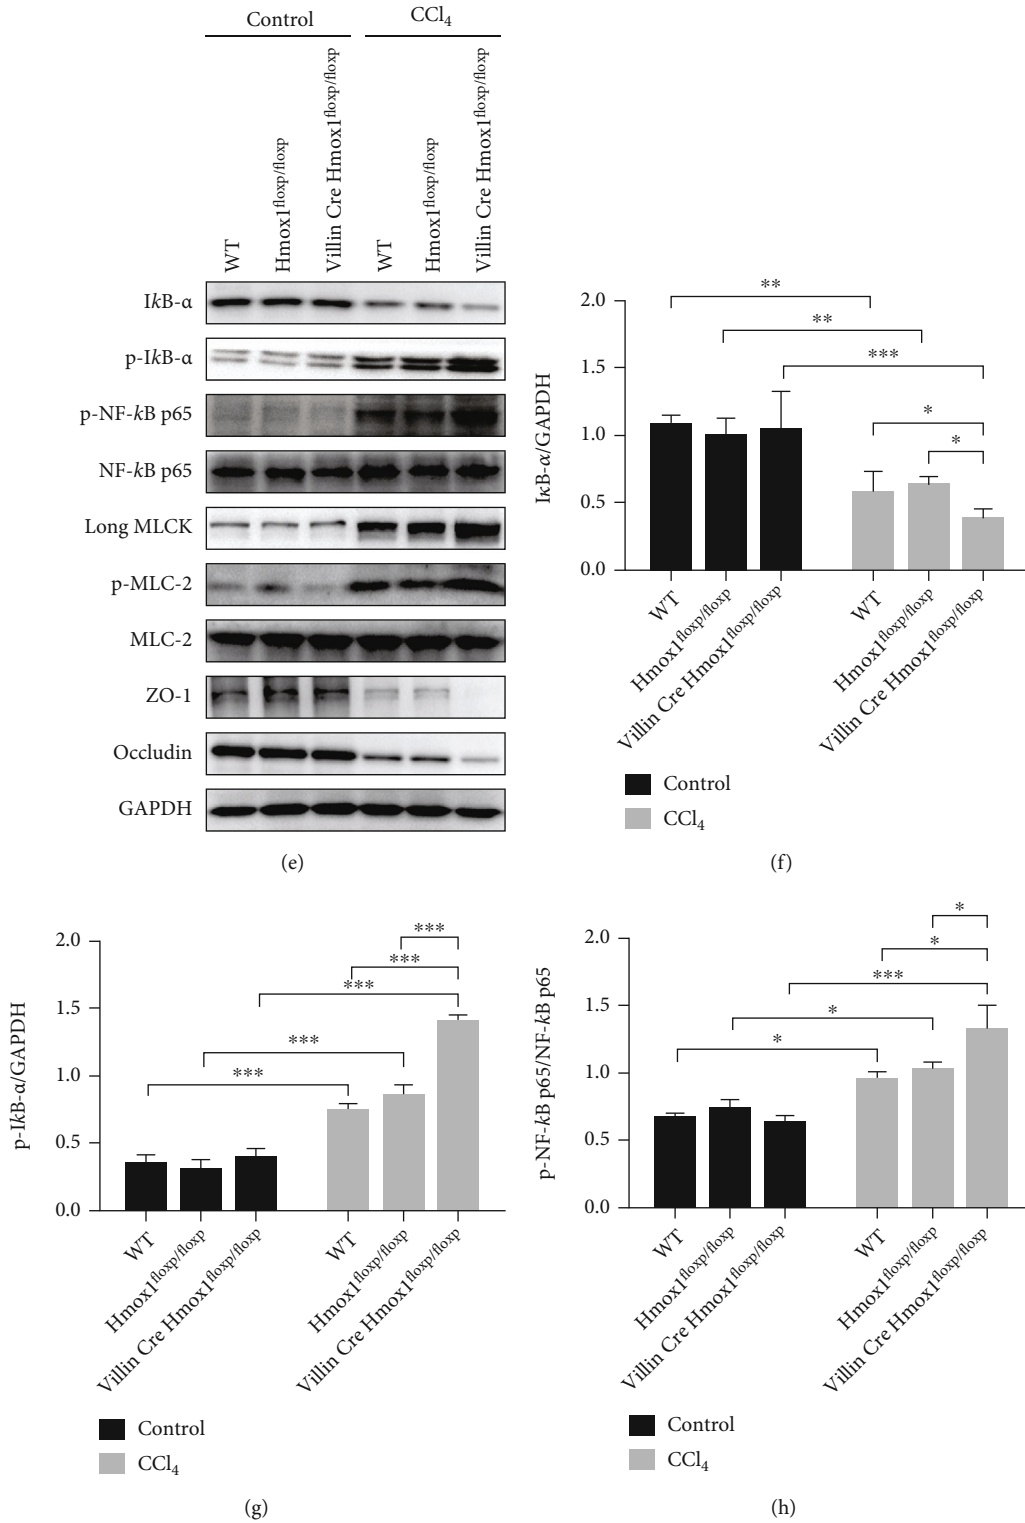 Control
CCl4
WT
Hmox1floxp/floxp
Villin Cre Hmox1floxp/floxp
WT
Hmox1floxp/floxp
Villin Cre Hmox1floxp/floxp
IkB-α
p-IkB-α
p-NF-kB p65
NF-kB p65
Long MLCK
p-MLC-2
MLC-2
ZO-1
Occludin
GAPDH
(e)
IκB-α/GAPDH
2.0
1.5
1.0
0.5
0.0
**
**
***
*
*
WT
Hmox1floxp/floxp
Villin Cre Hmox1floxp/floxp
WT
Hmox1floxp/floxp
Villin Cre Hmox1floxp/floxp
Control
CCl4
(f)
p-IkB-α/GAPDH
2.0
1.5
1.0
0.5
0.0
***
***
***
***
***
WT
Hmox1floxp/floxp
Villin Cre Hmox1floxp/floxp
WT
Hmox1floxp/floxp
Villin Cre Hmox1floxp/floxp
Control
CCl4
(g)
p-NF-kB p65/NF-kB p65
2.0
1.5
1.0
0.5
0.0
*
*
***
*
*
WT
Hmox1floxp/floxp
Villin Cre Hmox1floxp/floxp
WT
Hmox1floxp/floxp
Villin Cre Hmox1floxp/floxp
Control
CCl4
(h)